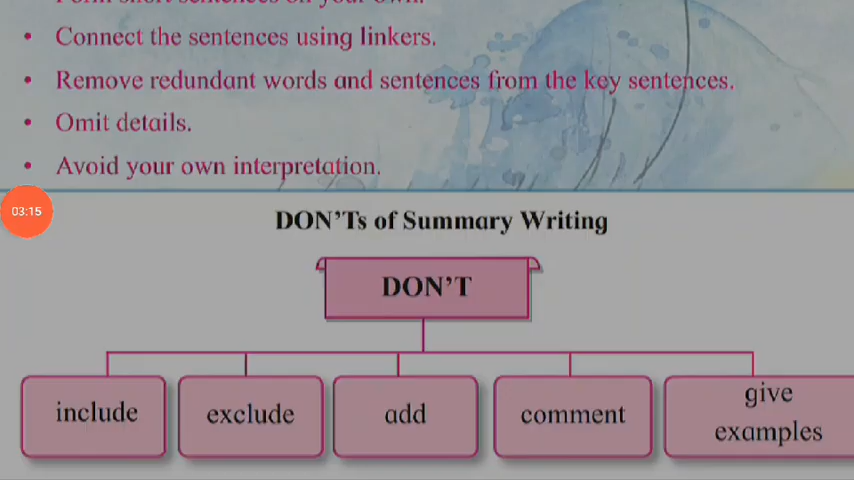 • Connect the sentences using linkers.
• Remove redundant words and sentences from the key sentences.
• Omit details.
• Avoid your own interpretation.
03:15
DON'Ts of Summary Writing
DON'T
include
exclude
add
comment
give
examples